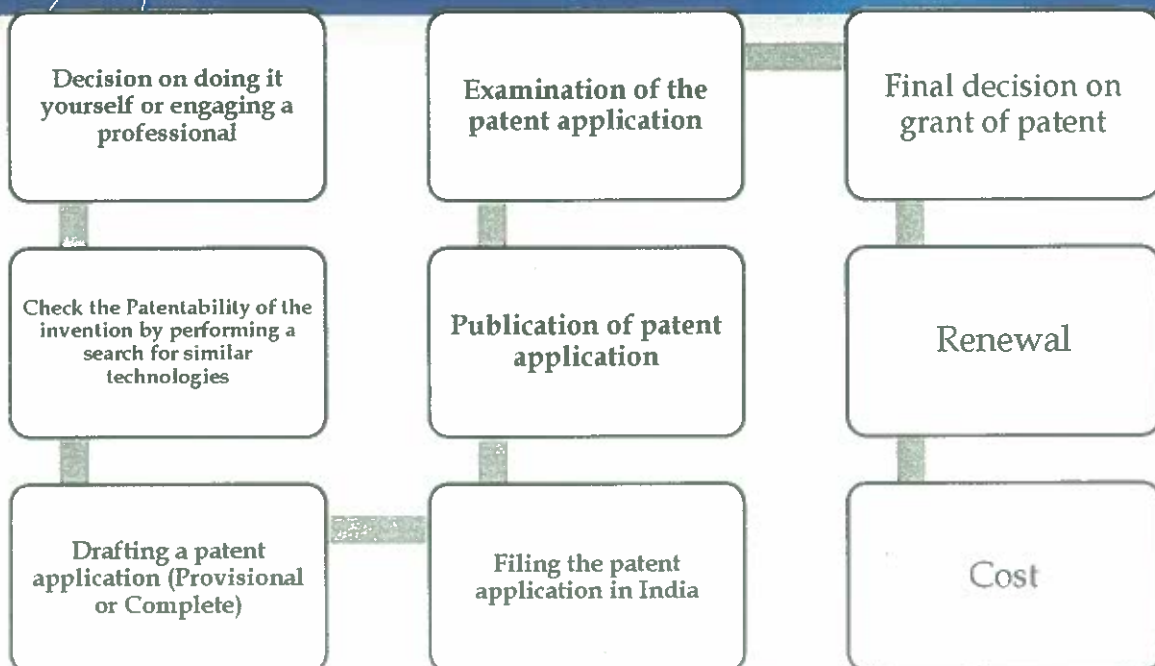 Decision on doing it
yourself or engaging a
professional
Check the Patentability of the
invention by performing a
search for similar
technologies
Drafting a patent
application (Provisional
or Complete)
Filing the patent
application in India
Publication of patent
application
Examination of the
patent application
Final decision on
grant of patent
Renewal
Cost